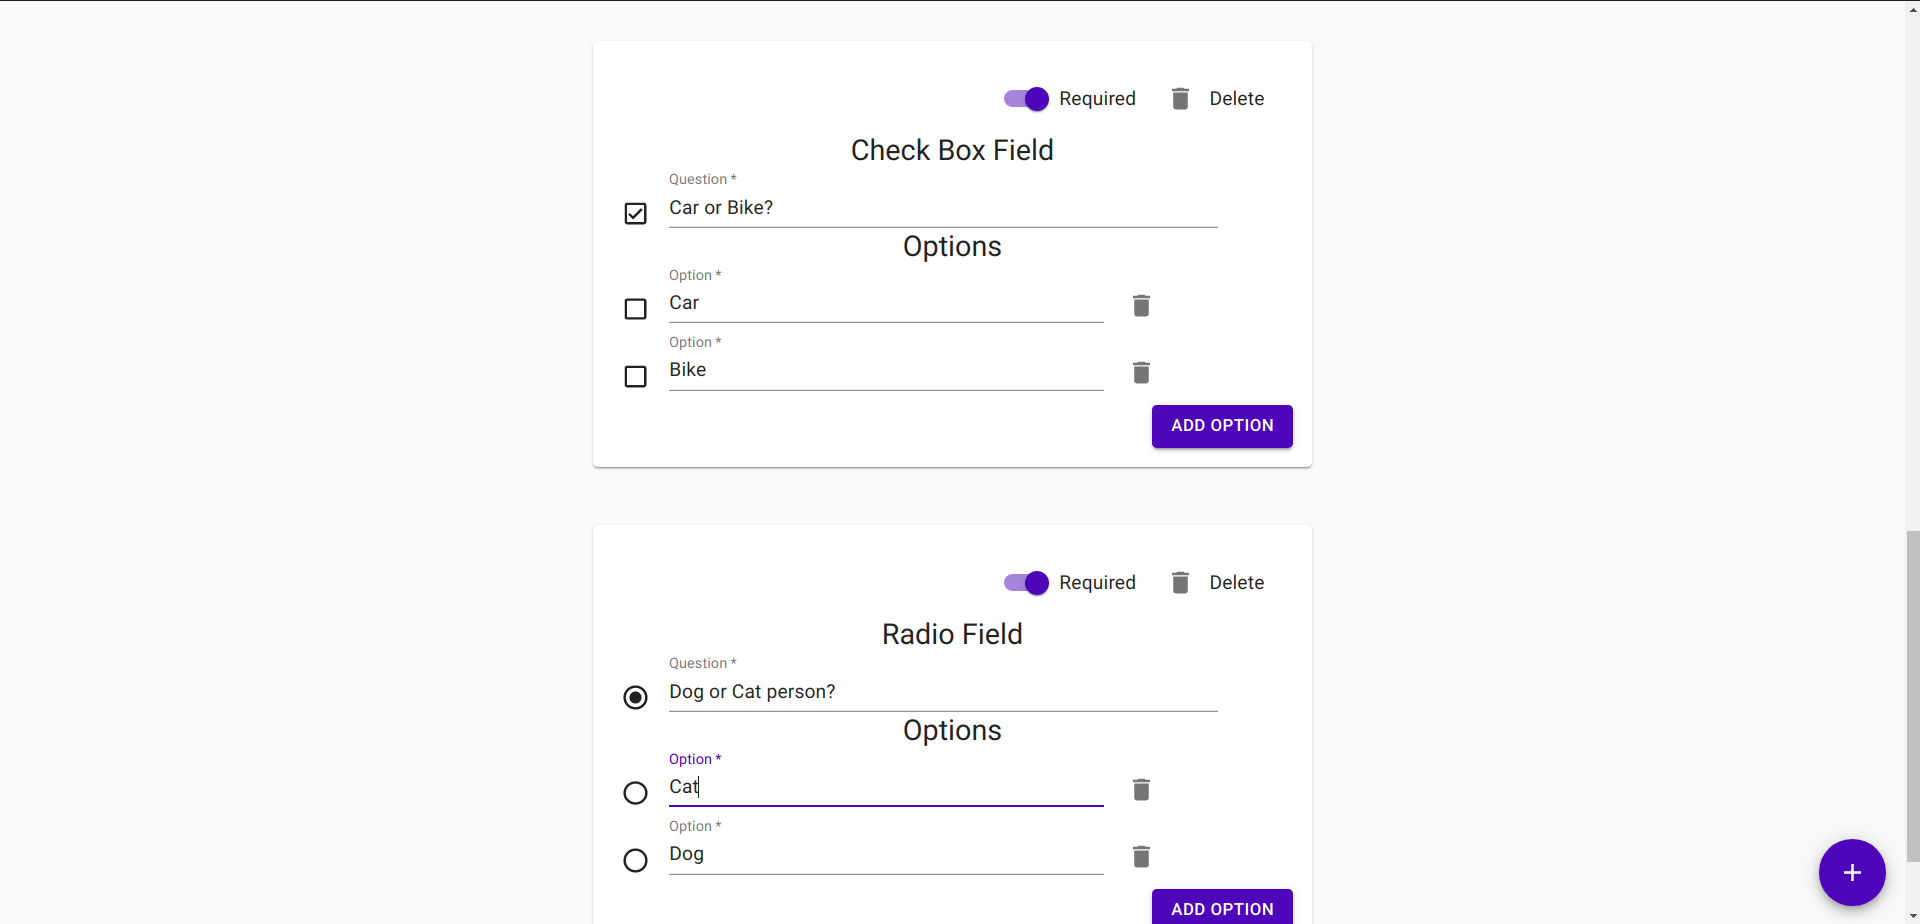 Required Delete
Check Box Field
Question *
Car or Bike?
Options
Option *
Car
Option *
Bike
ADD OPTION
Required Delete
Radio Field
Question *
Dog or Cat person?
Options
Option *
Cat
Option *
Dog
ADD OPTION